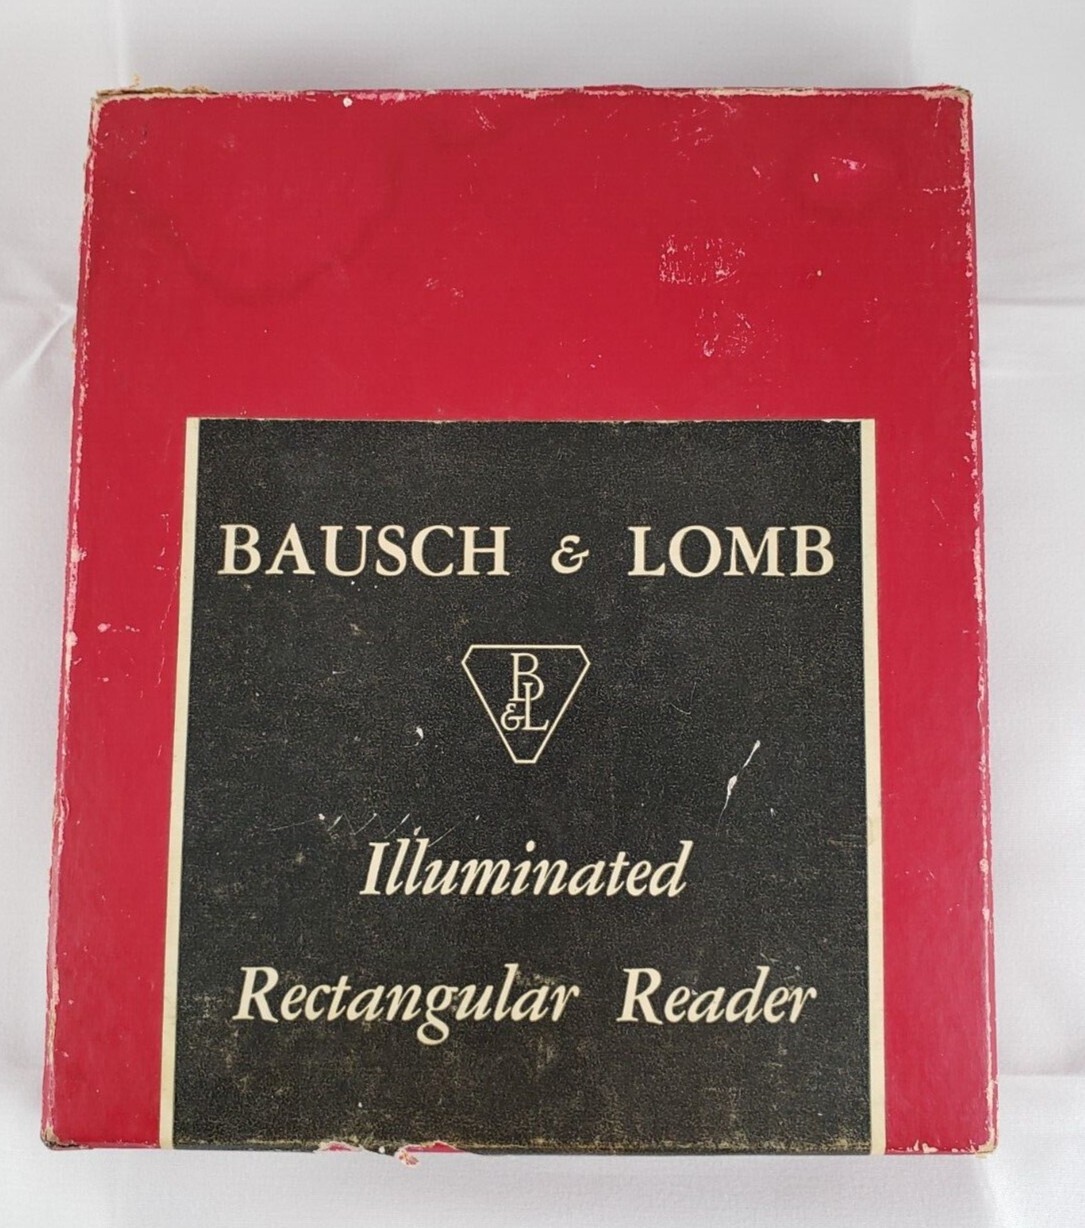 BAUSCH & LOMB
B
&L
Illuminated
Rectangular Reader